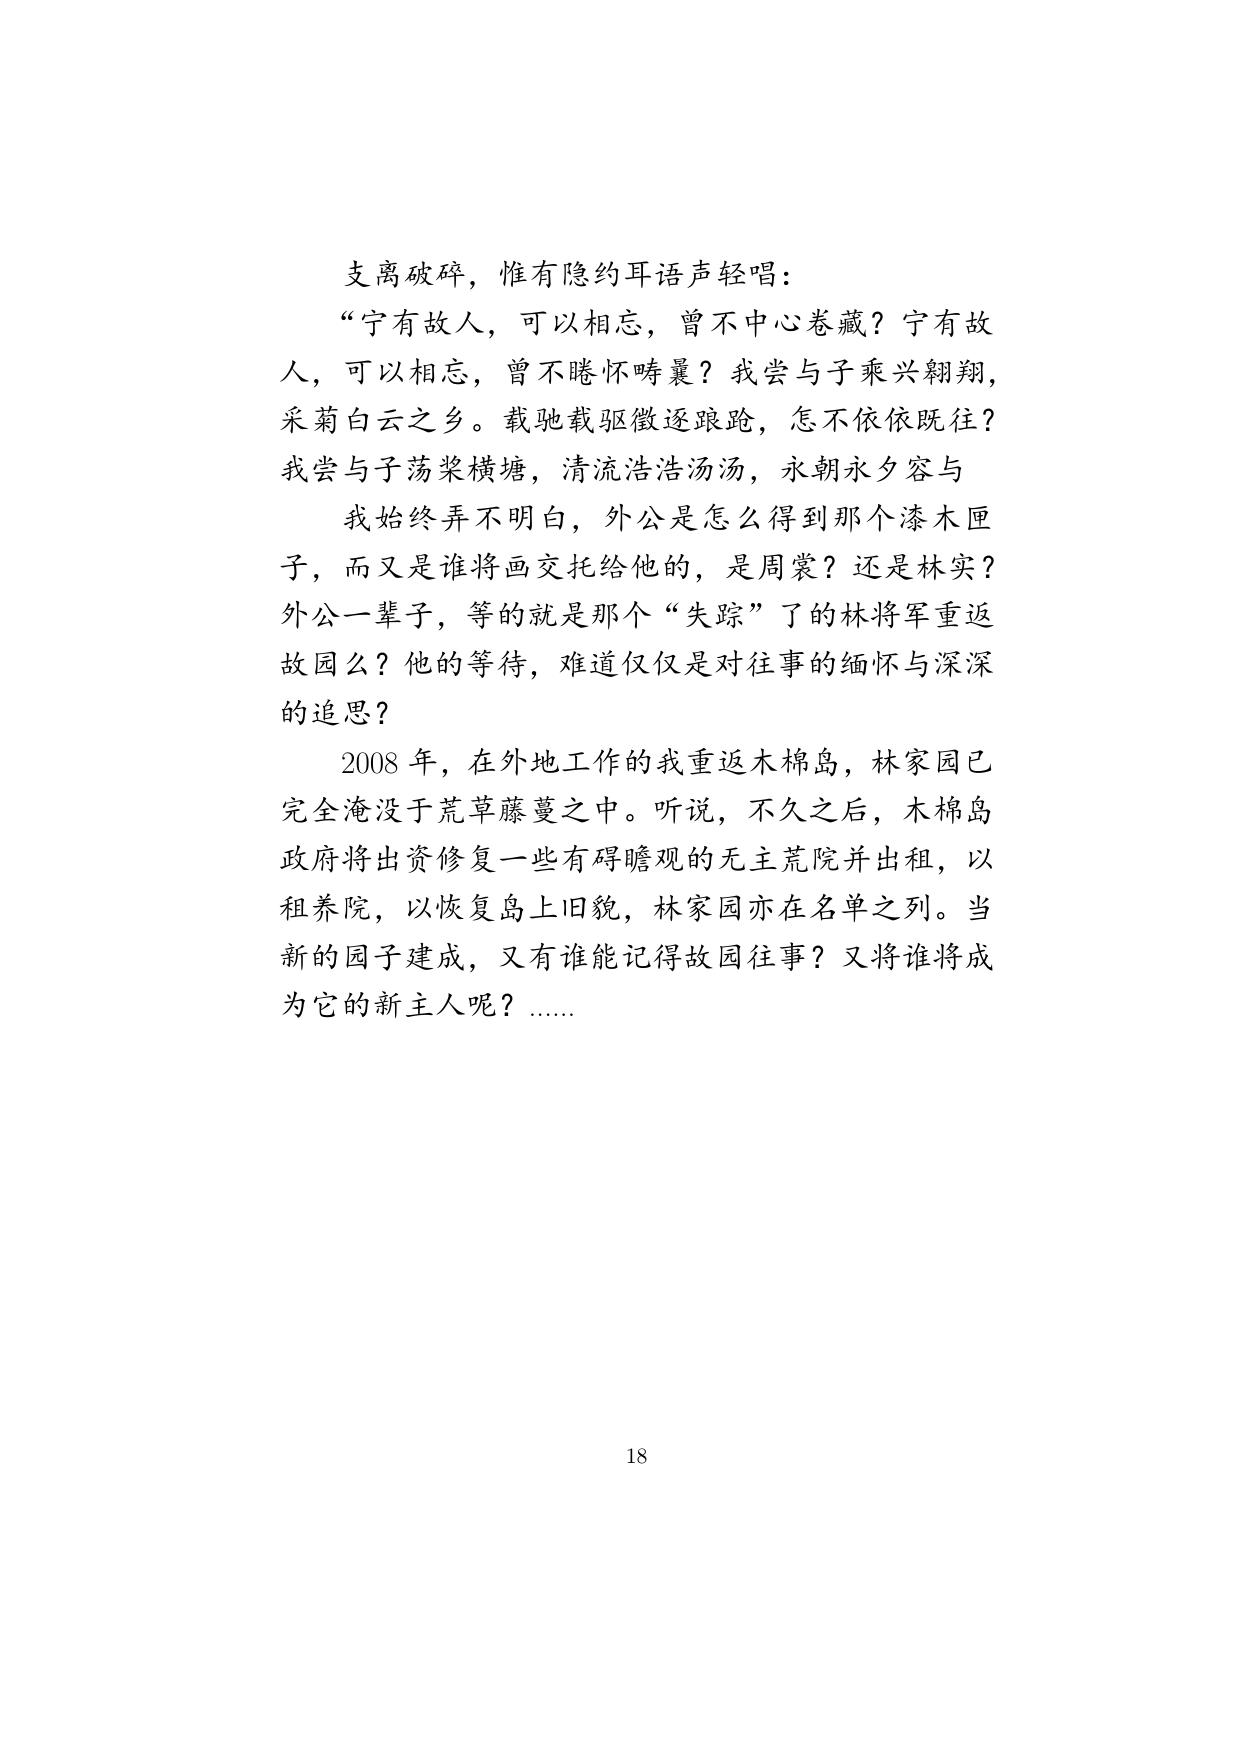 支离破碎，惟有隐约耳语声轻唱：
“宁有故人，可以相忘，曾不中心卷藏？宁有故
人，可以相忘，曾不睠怀畴曩？我尝与子乘兴翱翔，
采菊白云之乡。载驰载驱徵逐踉跄，怎不依依既往？
我尝与子荡桨横塘，清流浩浩汤汤，永朝永夕容与
我始终弄不明白，外公是怎么得到那个漆木匣
子，而又是谁将画交托给他的，是周裳？还是林实？
外公一辈子，等的就是那个“失踪”了的林将军重返
故园么？他的等待，难道仅仅是对往事的缅怀与深深
的追思？
2008 年，在外地工作的我重返木棉岛，林家园已
完全淹没于荒草藤蔓之中。听说，不久之后，木棉岛
政府将出资修复一些有碍瞻观的无主荒院并出租，以
租养院，以恢复岛上旧貌，林家园亦在名单之列。当
新的园子建成，又有谁能记得故园往事？又将谁将成
为它的新主人呢？......
18